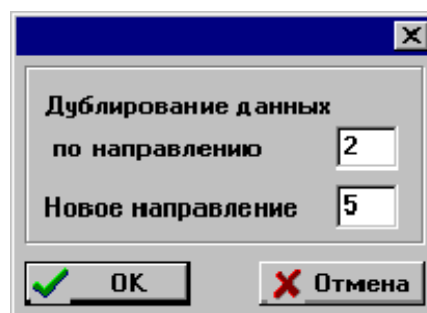 Дублирование данных
по направлению 2
Новое направление 5
OK Отмена